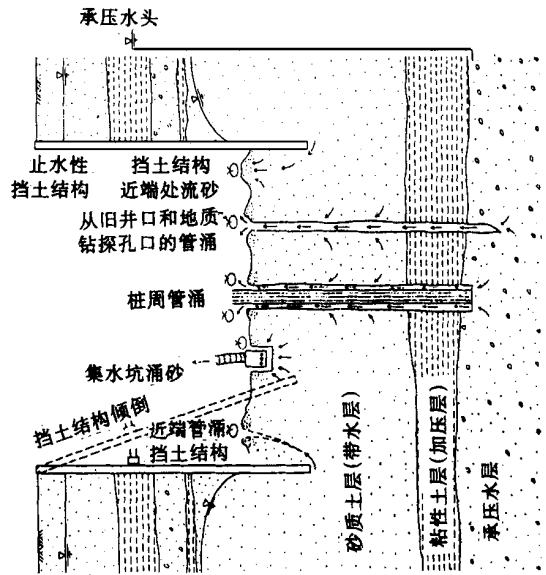 承压水头
止水性
挡土结构
挡土结构
近端处流砂
从旧井口和地质
钻探孔口的管涌
桩周管涌
集水坑涌砂
挡土结构倾倒
近端管涌
挡土结构
砂质土层(带水层)
粘性土层(加压层)
承压水层